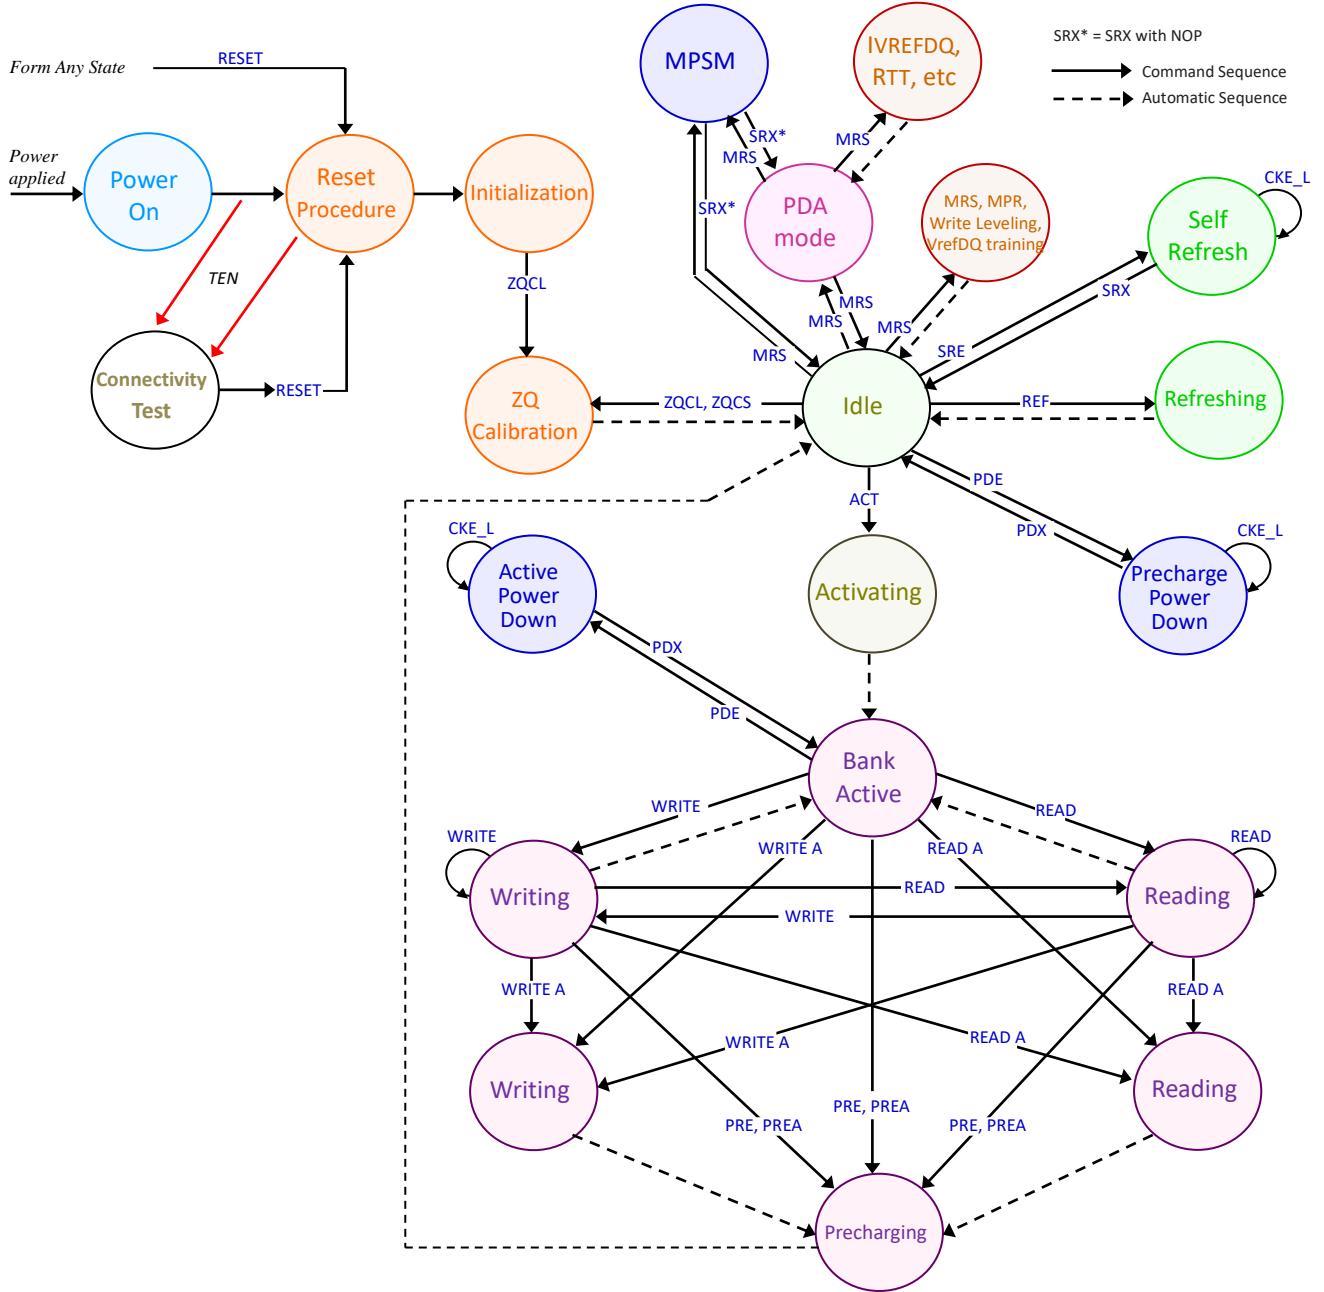 SRX* = SRX with NOP
Command Sequence
Automatic Sequence
Form Any State
RESET
Power
applied
Power
On
Reset
Procedure
Initialization
TEN
Connectivity
Test
RESET
ZQCL
ZQ
Calibration
MPSM
IVREFDQ,
RTT, etc
SRX*
MRS
MRS
SRX*
PDA
mode
MRS, MPR,
Write Leveling,
VrefDQ training
Self
Refresh
CKE_L
MRS
MRS
MRS
MRS
SRX
SRE
ZQCL, ZQCS
Idle
REF
Refreshing
ACT
PDE
PDX
CKE_L
Active
Power
Down
Activating
CKE_L
Precharge
Power
Down
PDX
PDE
Bank
Active
WRITE
READ
WRITE
WRITE A
READ A
READ
Writing
READ
Reading
WRITE
WRITE A
READ A
WRITE A
READ A
Writing
Reading
PRE, PREA
PRE, PREA
PRE, PREA
Precharging